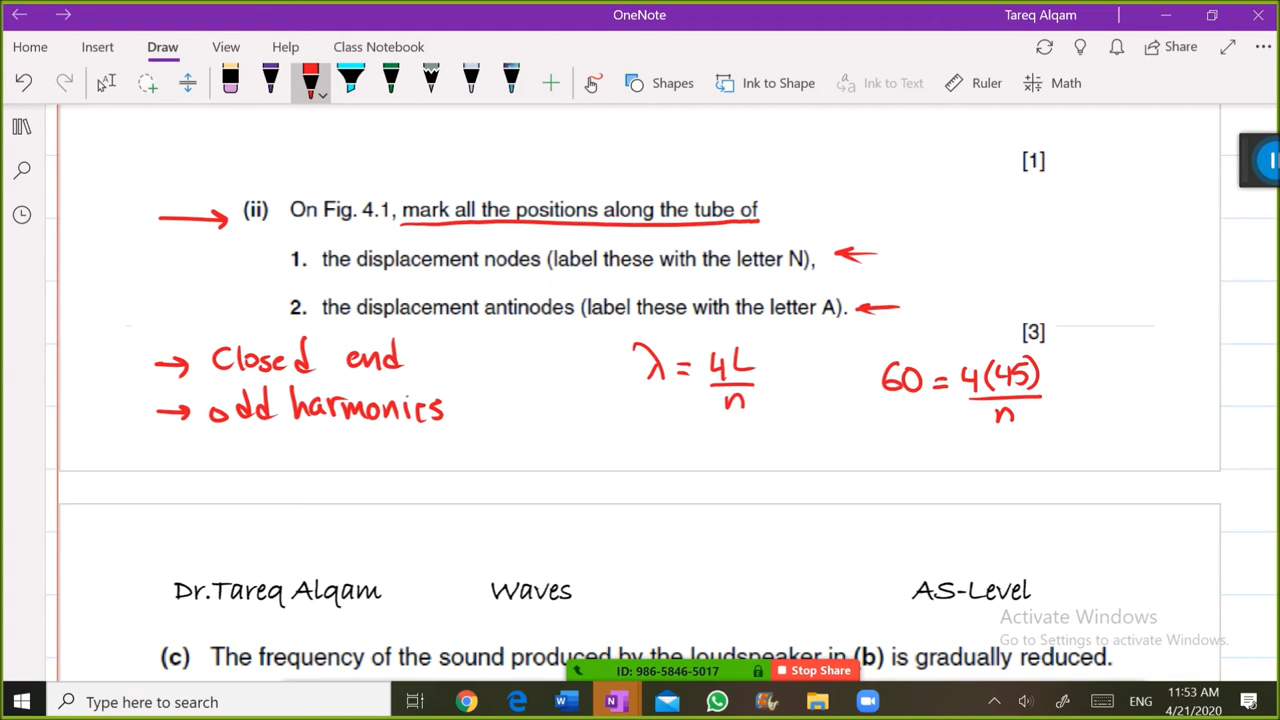 OneNote
Tareq Alqam
Home Insert Draw View Help Class Notebook
Share
Shapes Ink to Shape Ink to Text Ruler Math
[1]
(ii) On Fig. 4.1, mark all the positions along the tube of
1. the displacement nodes (label these with the letter N),
2. the displacement antinodes (label these with the letter A).
[3]
→ Closed end
→ odd harmonics
λ = 4L/n
60 = 4(45)/n
Dr.Tareq Alqam Waves AS-Level
Activate Windows
Go to Settings to activate Windows.
(c) The frequency of the sound produced by the loudspeaker in (b) is gradually reduced.
ID: 986-5846-5017 Stop Share
Type here to search
ENG
11:53 AM
4/21/2020